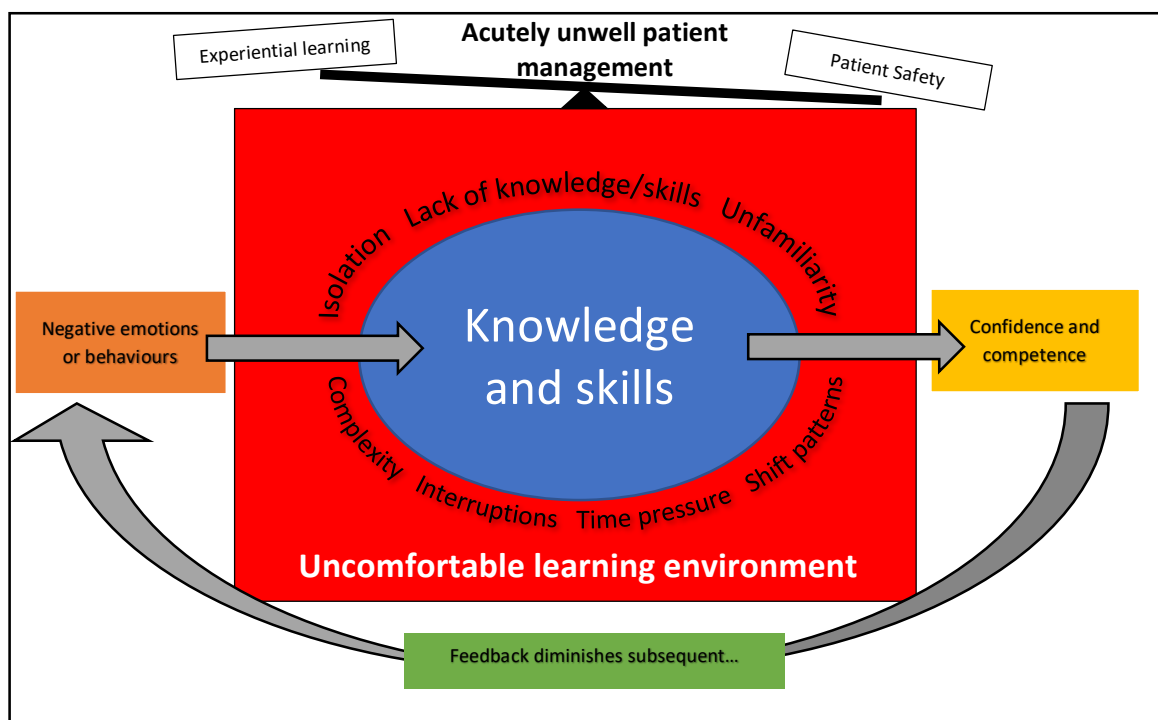 Acutely unwell patient
management
Experiential learning
Patient Safety
Isolation
Lack of knowledge/skills
Unfamiliarity
Negative emotions
or behaviours
Knowledge
and skills
Confidence and
competence
Complexity
Interruptions
Time pressure
Shift patterns
Uncomfortable learning environment
Feedback diminishes subsequent…